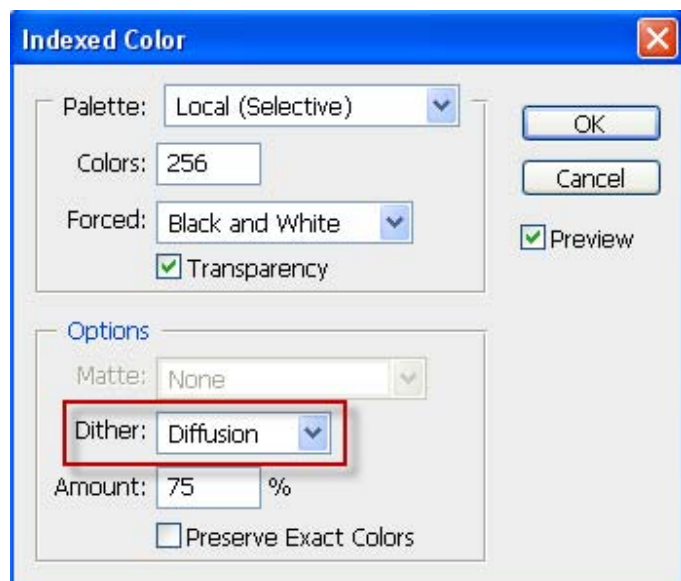 Indexed Color
Palette: Local (Selective)
Colors: 256
Forced: Black and White
Transparency
OK
Cancel
Preview
Options
Matte: None
Dither: Diffusion
Amount: 75 %
Preserve Exact Colors